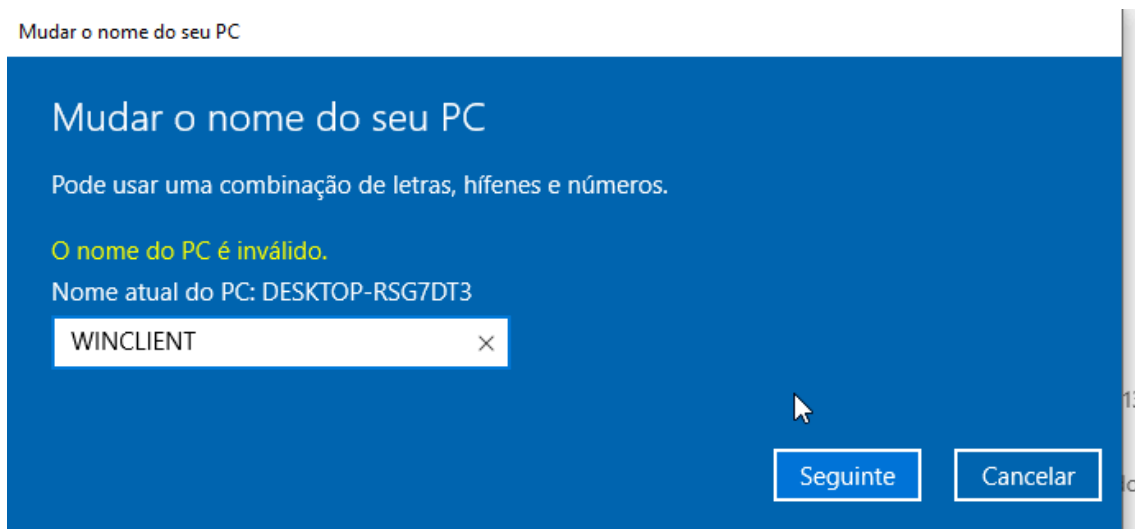 Mudar o nome do seu PC
Mudar o nome do seu PC
Pode usar uma combinação de letras, hífenes e números.
O nome do PC é inválido.
Nome atual do PC: DESKTOP-RSG7DT3
WINCLIENT
Seguinte
Cancelar